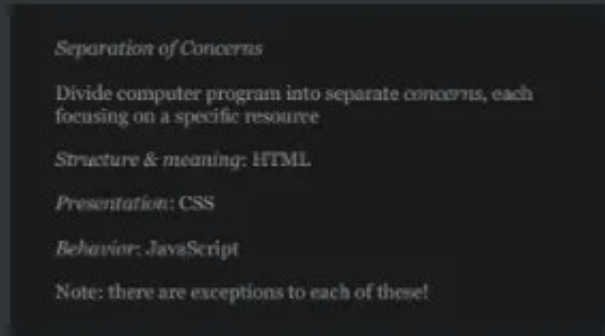 Separation of Concerns
Divide computer program into separate concerns, each
focusing on a specific resource
Structure & meaning: HTML
Presentation: CSS
Behavior: JavaScript
Note: there are exceptions to each of these!